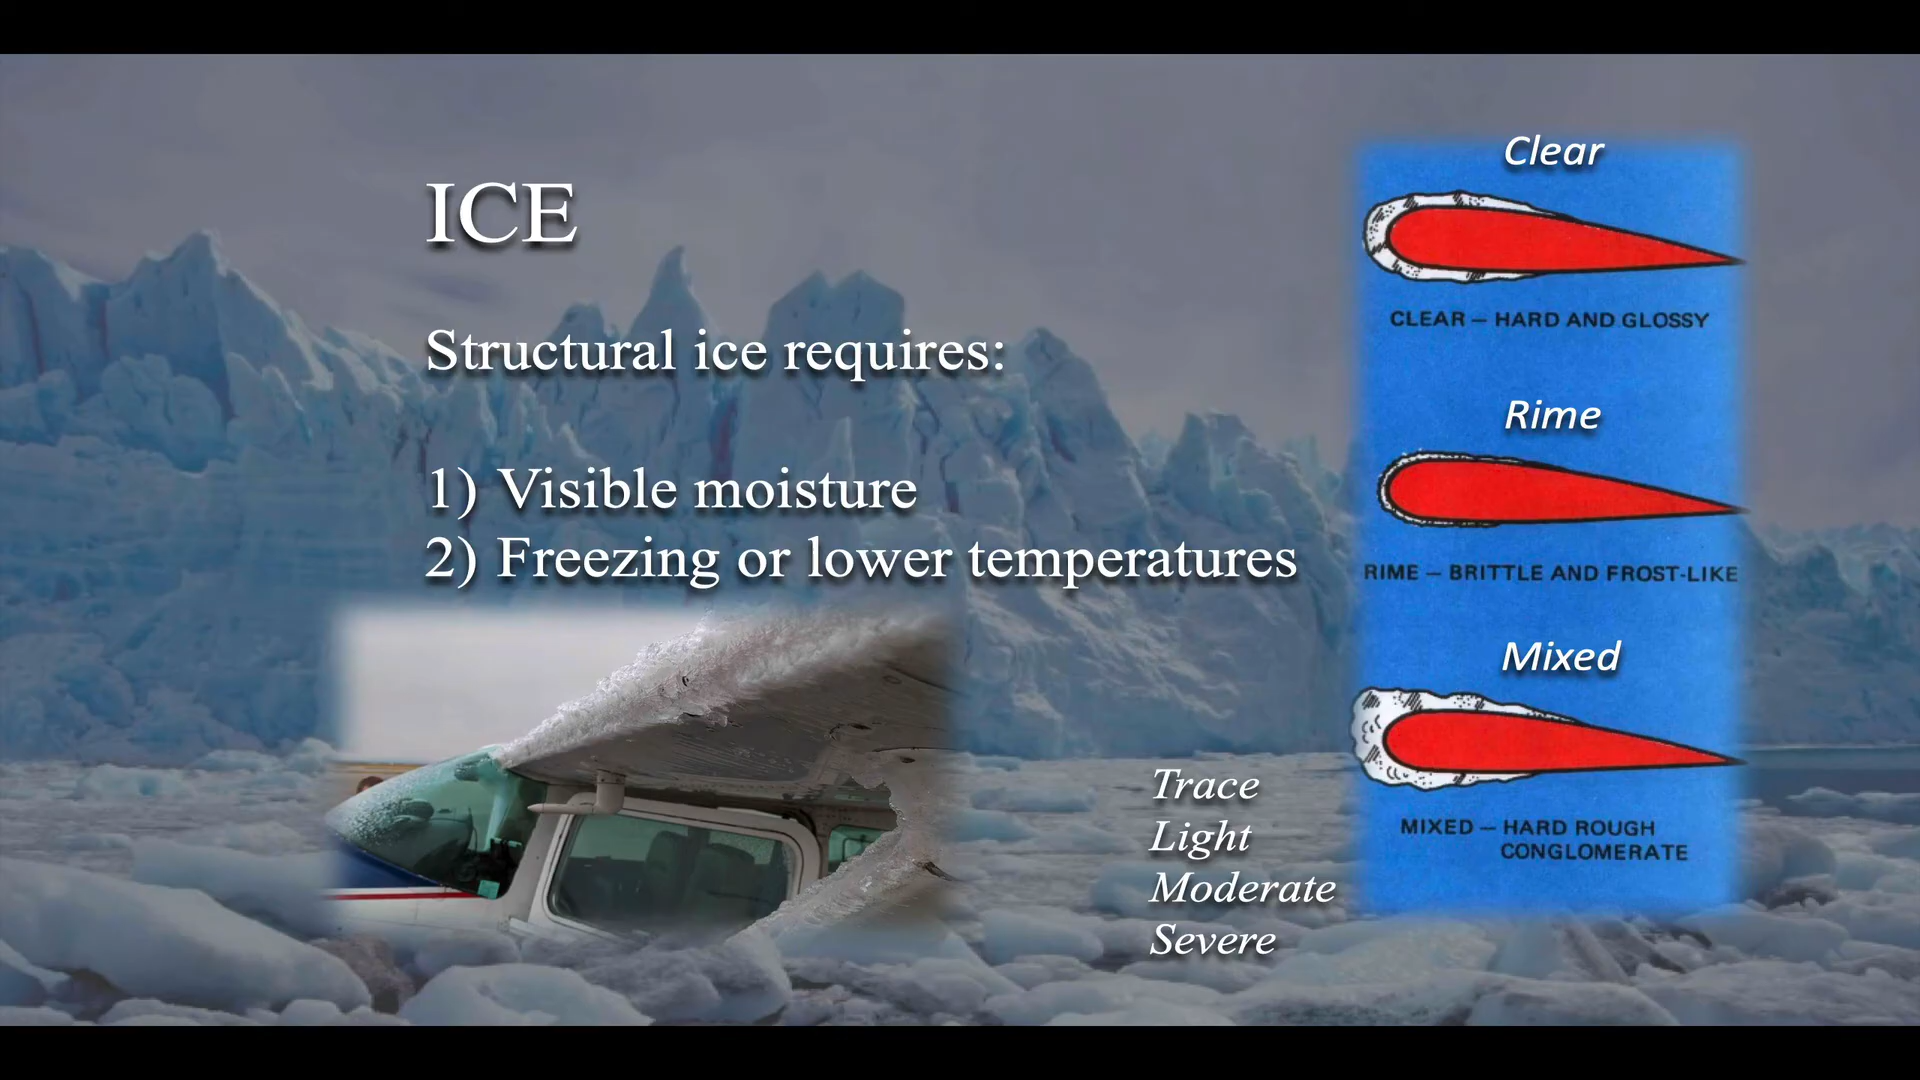 ICE
Structural ice requires:
1) Visible moisture
2) Freezing or lower temperatures
Trace
Light
Moderate
Severe
Clear
CLEAR – HARD AND GLOSSY
Rime
RIME – BRITTLE AND FROST-LIKE
Mixed
MIXED – HARD ROUGH
CONGLOMERATE